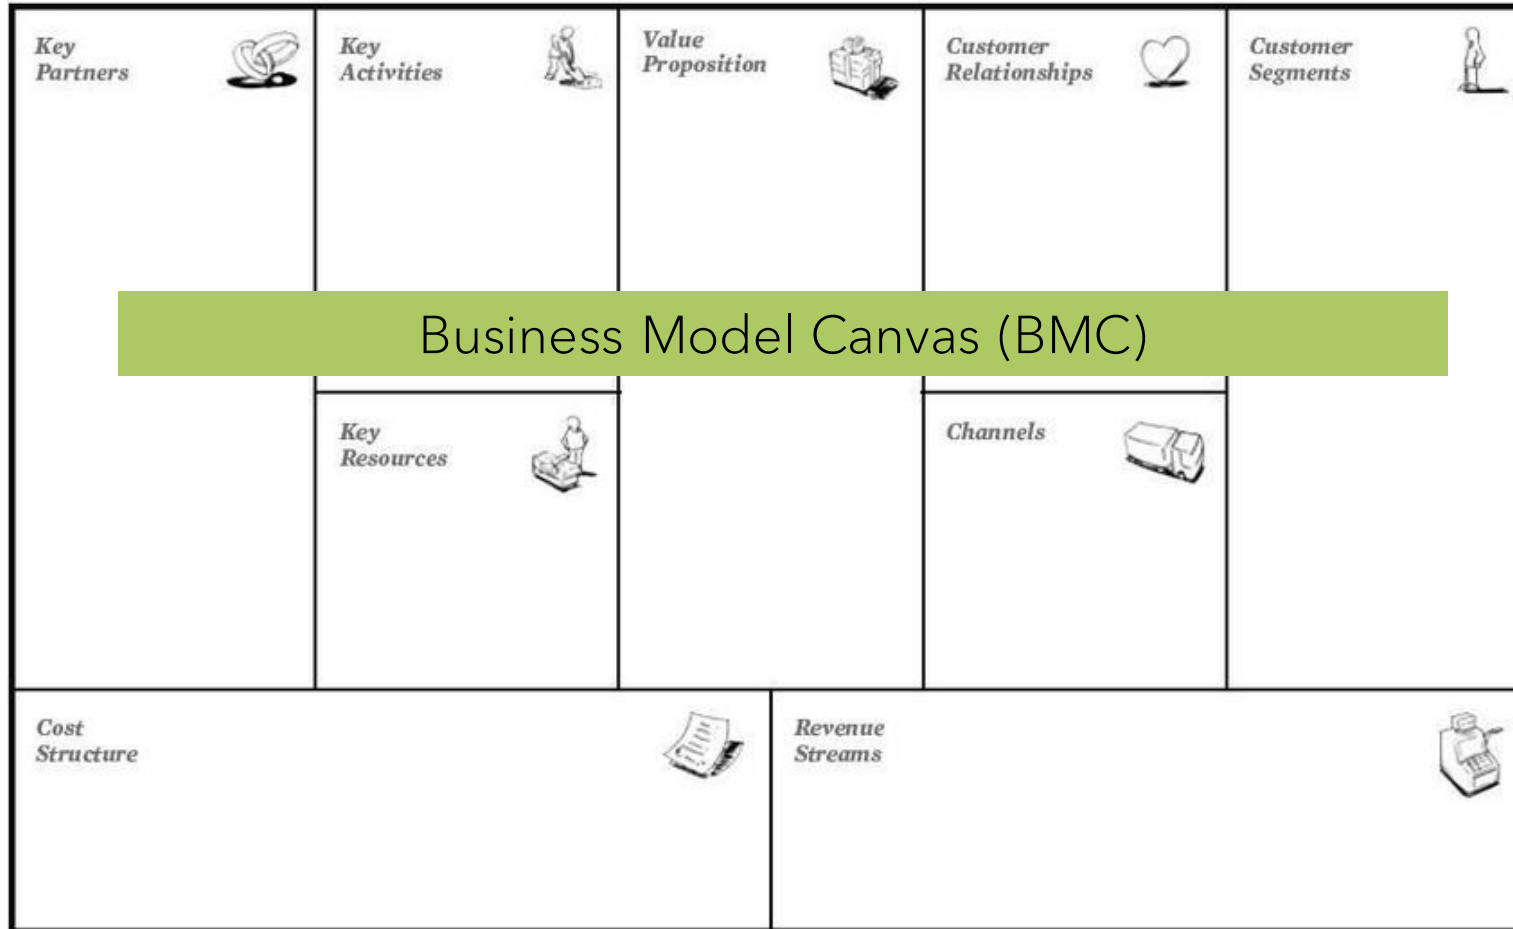 Key
Partners
Key
Activities
Value
Proposition
Customer
Relationships
Customer
Segments
Business Model Canvas (BMC)
Key
Resources
Channels
Cost
Structure
Revenue
Streams